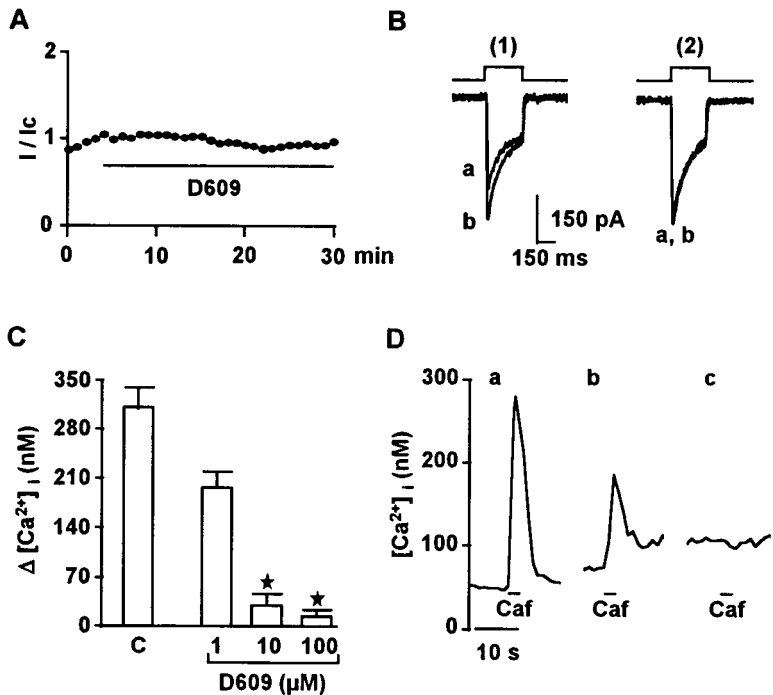 A
2
1
0
I / Ic
D609
0
10
20
30
min
B
(1)
(2)
a
b
a, b
150 pA
150 ms
C
350
280
210
140
70
0
Δ [Ca²⁺] i (nM)
C
1
10
100
D609 (µM)
D
300
200
100
0
[Ca²⁺] i (nM)
a
b
c
Caf
Caf
Caf
10 s